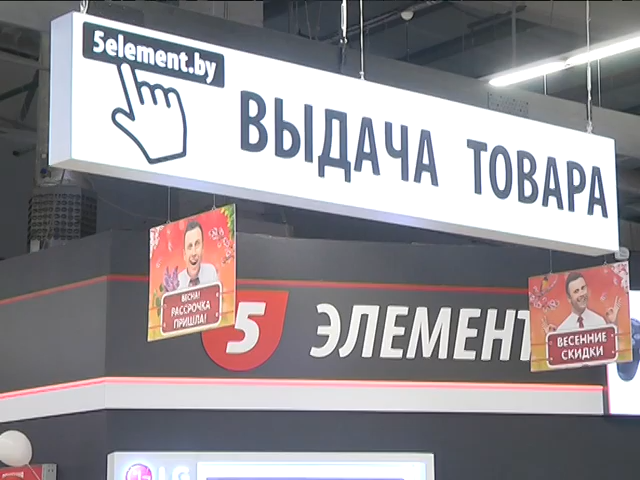 5element.by
ВЫДАЧА ТОВАРА
ВЕСНА!
РАССРОЧКА
ПРИШЛА!
5 ЭЛЕМЕНТ
ВЕСЕННИЕ
СКИДКИ
LG